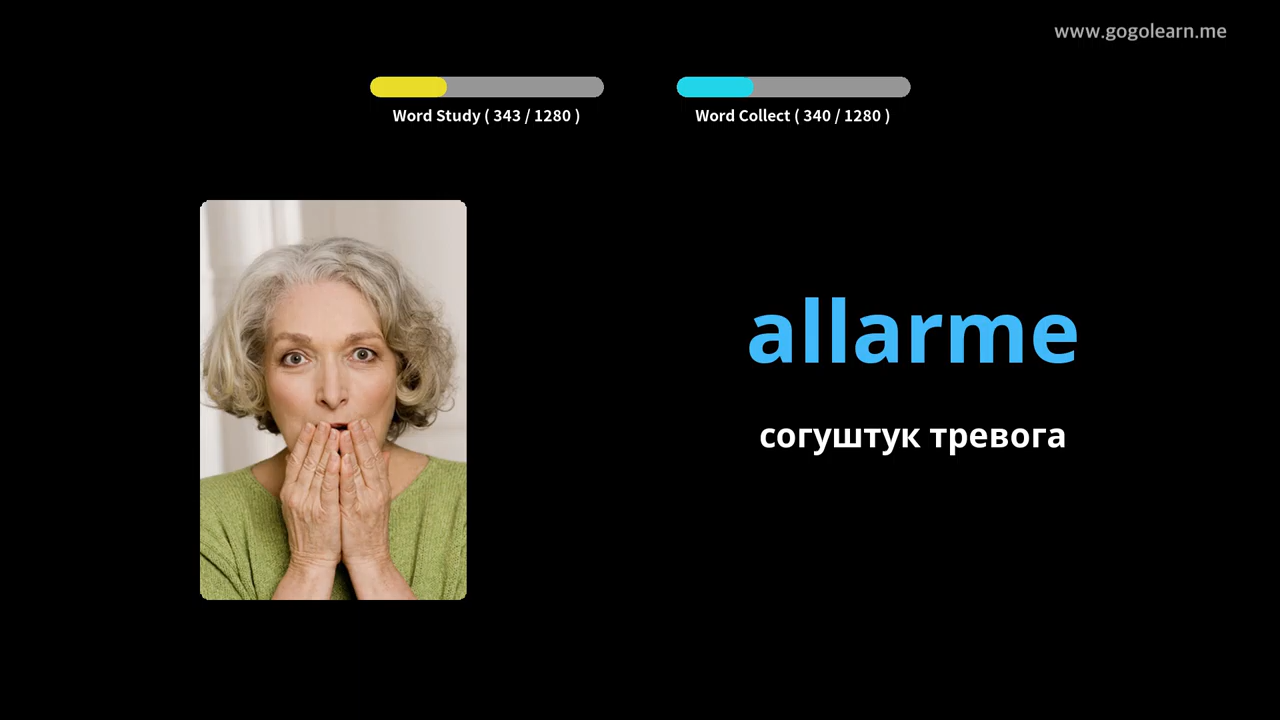 www.gogolearn.me
Word Study ( 343 / 1280 )
Word Collect ( 340 / 1280 )
allarme
согуштук тревога